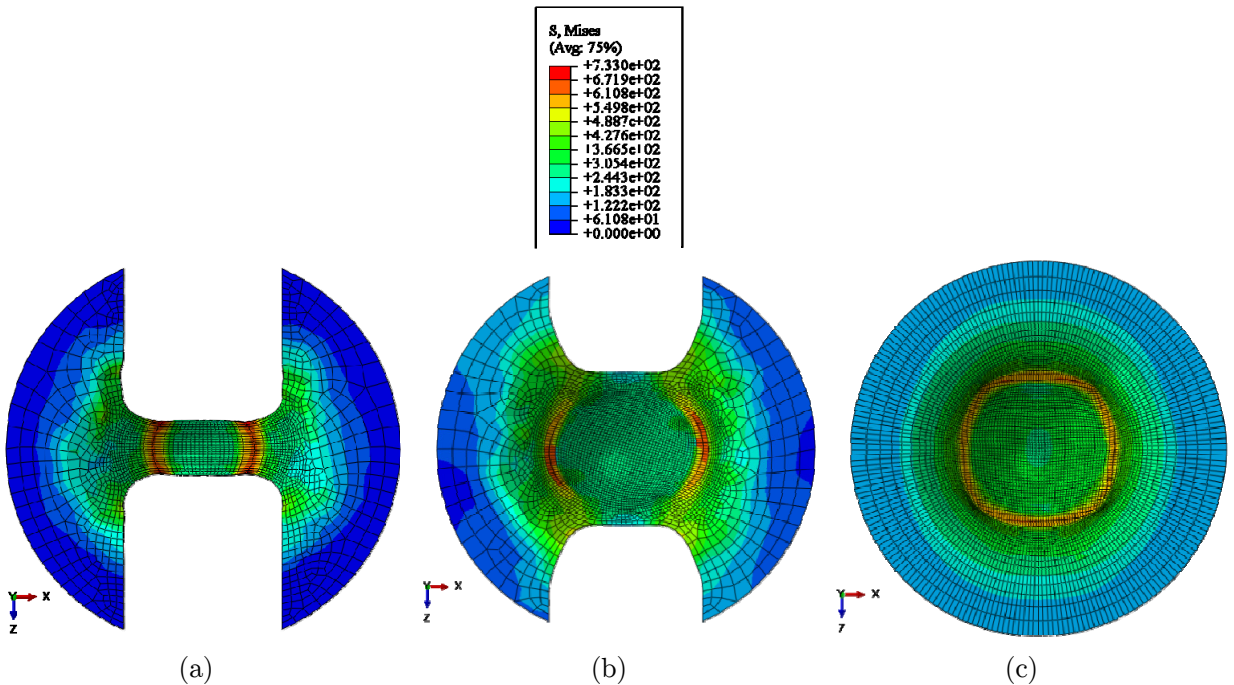 S, Mises
(Avg: 75%)
+7.330e+02
+6.719e+02
+6.108e+02
+5.498e+02
+4.887e+02
+4.276e+02
+3.665e+02
+3.054e+02
+2.443e+02
+1.833e+02
+1.222e+02
+6.108e+01
+0.000e+00
Y X
Z
Y X
Z
Y X
Z
(a) (b) (c)